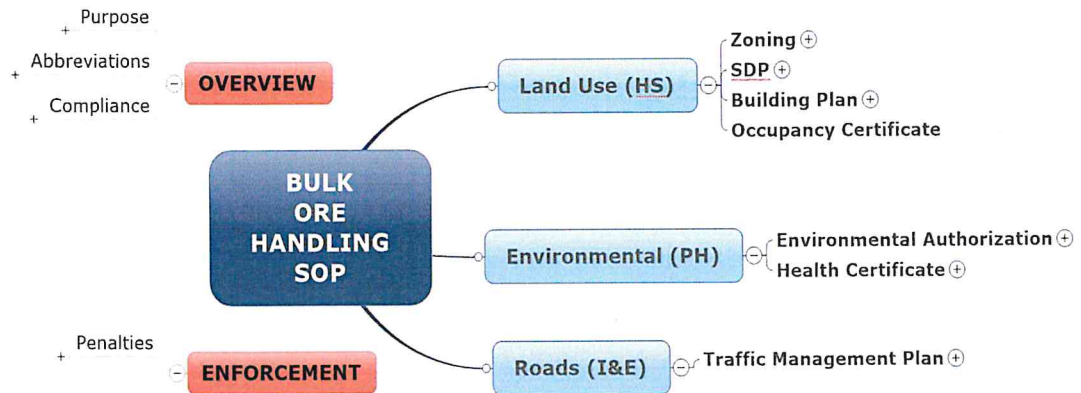 Purpose
Abbreviations
Compliance
OVERVIEW
BULK
ORE
HANDLING
SOP
Penalties
ENFORCEMENT
Land Use (HS)
Zoning
SDP
Building Plan
Occupancy Certificate
Environmental (PH)
Environmental Authorization
Health Certificate
Roads (I&E)
Traffic Management Plan